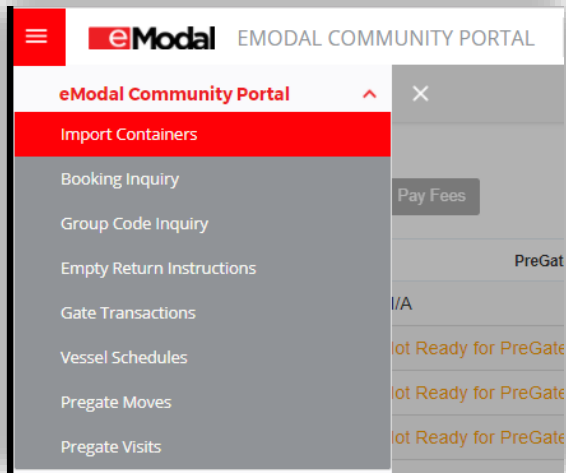 eModal EMODAL COMMUNITY PORTAL
eModal Community Portal
Import Containers
Booking Inquiry
Pay Fees
Group Code Inquiry
Empty Return Instructions
PreGat
Gate Transactions
I/A
Vessel Schedules
lot Ready for PreGate
Pregate Moves
lot Ready for PreGate
Pregate Visits
lot Ready for PreGate